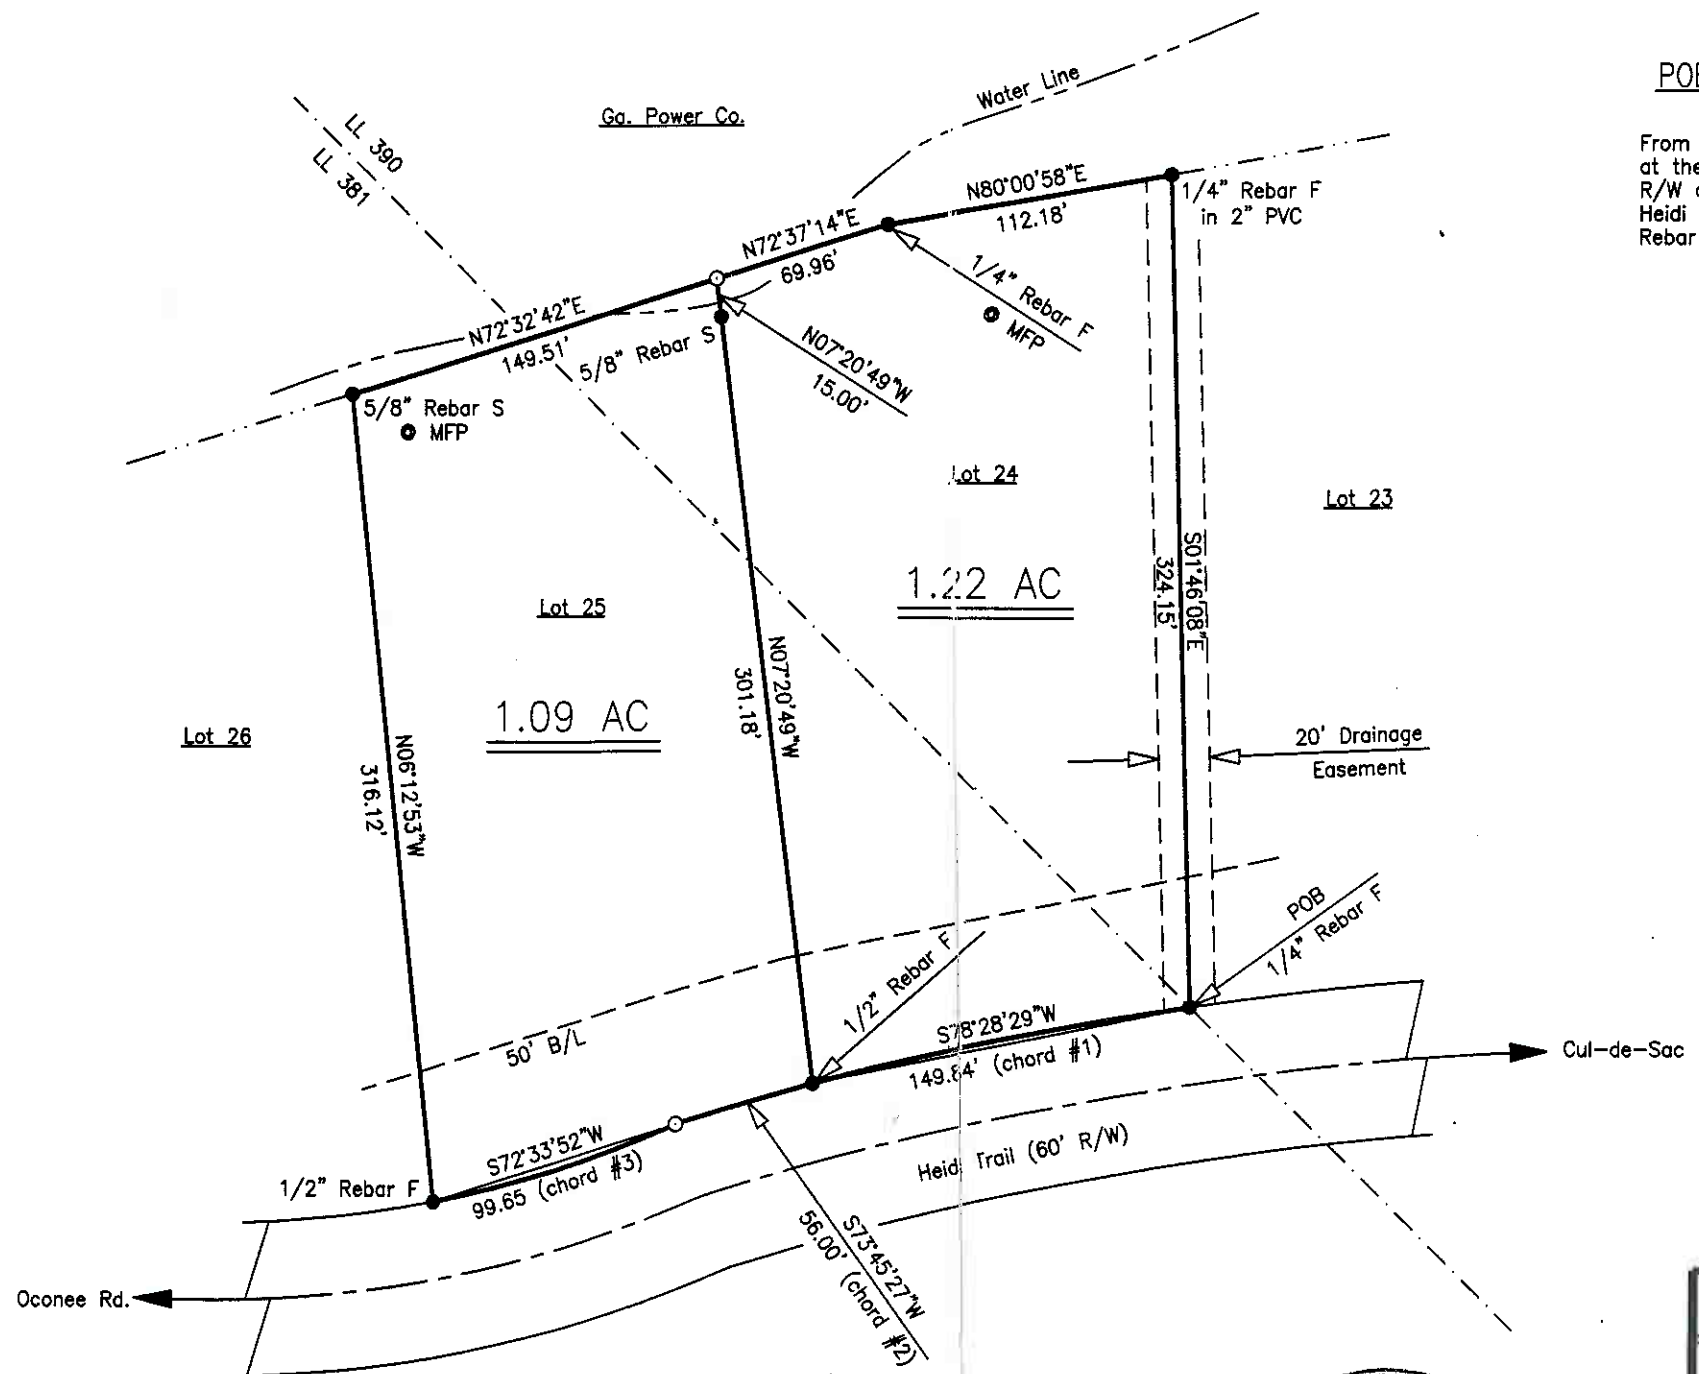 POB
From
at the
R/W
Heidi
Rebar
Water Line
Ga. Power Co.
LL 390
LL 381
N80°00'58"E
112.18'
1/4" Rebar F
in 2" PVC
N72°37'14"E
69.96'
1/4" Rebar F
MFP
N72°32'42"E
149.51'
5/8" Rebar S
N07°20'49"W
15.00'
5/8" Rebar S
MFP
Lot 24
Lot 23
1.22 AC
S01°46'08"E
324.15'
Lot 25
1.09 AC
N07°20'49"W
301.18'
Lot 26
N06°12'53"W
316.12'
20' Drainage
Easement
POB
1/4" Rebar F
1/2" Rebar F
50' B/L
S78°28'29"W
149.84' (chord #1)
Cul-de-Sac
S72°33'52"W
99.65 (chord #3)
1/2" Rebar F
Heidi Trail (60' R/W)
S73°45'27"W
56.00' (chord #2)
Oconee Rd.